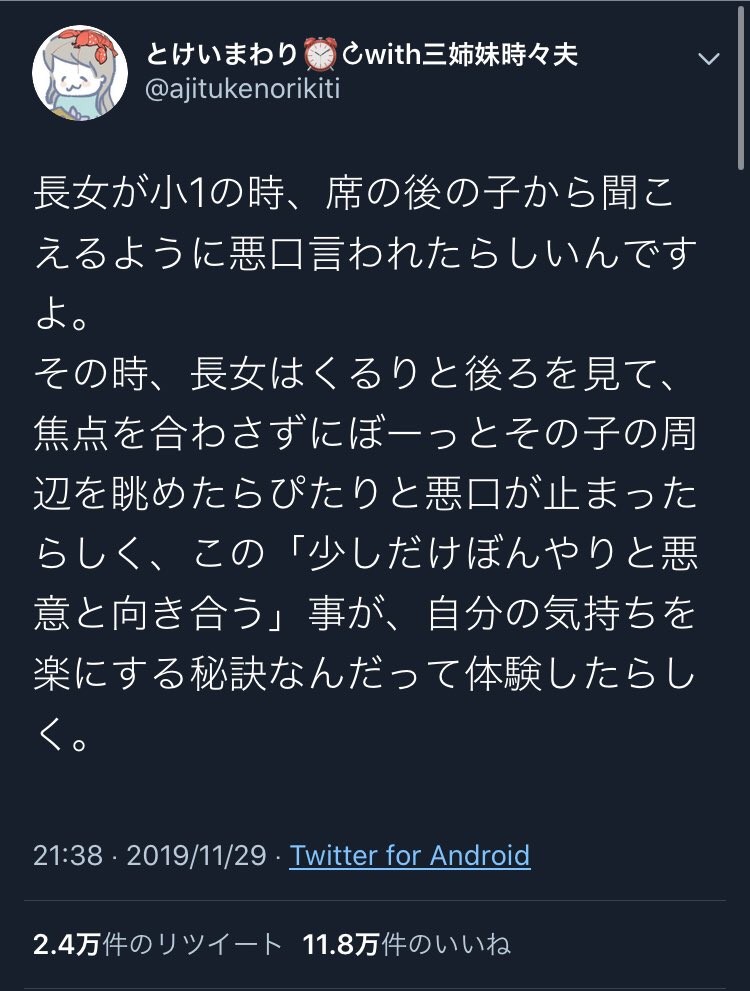 とけいまわり⏰↻with三姉妹時々夫
@ajitukenorikiti
長女が小1の時、席の後の子から聞こ
えるように悪口言われたらしいんです
よ。
その時、長女はくるりと後ろを見て、
焦点を合わさずにぼーっとその子の周
辺を眺めたらぴたりと悪口が止まった
らしく、この「少しだけぼんやりと悪
意と向き合う」事が、自分の気持ちを
楽にする秘訣なんだって体験したらし
く。
21:38 · 2019/11/29 · Twitter for Android
2.4万件のリツイート 11.8万件のいいね